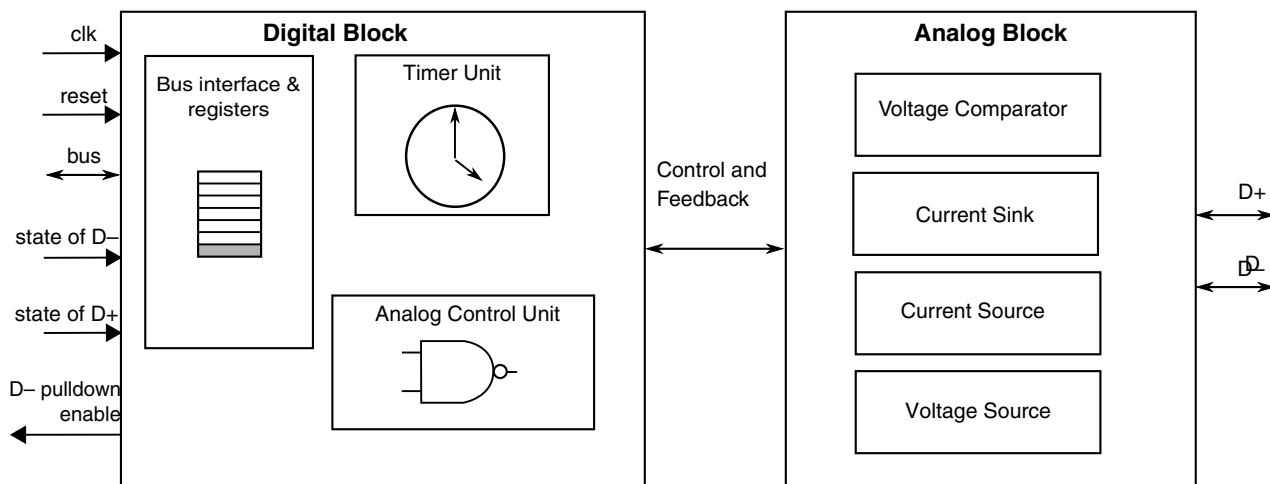 clk
reset
bus
state of D–
state of D+
D– pulldown
enable
Digital Block
Bus interface &
registers
Timer Unit
Analog Control Unit
Control and
Feedback
Analog Block
Voltage Comparator
Current Sink
Current Source
Voltage Source
D+
D–